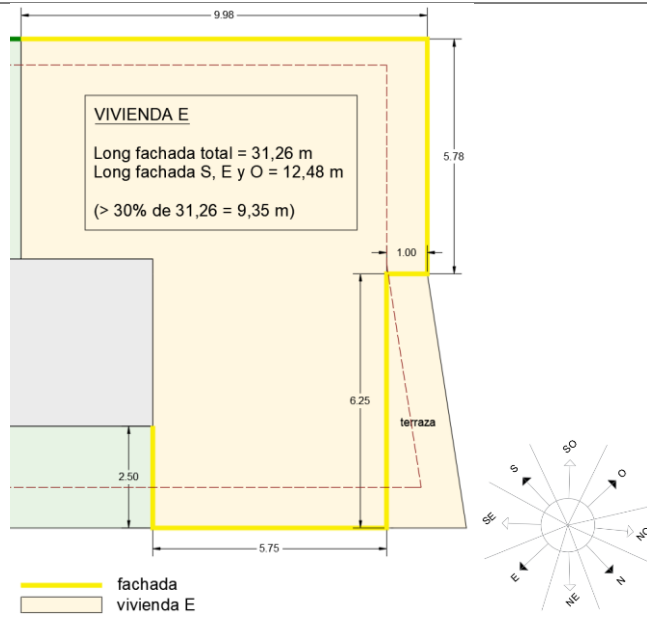 9.98
VIVIENDA E
Long fachada total = 31,26 m
Long fachada S, E y O = 12,48 m
(> 30% de 31,26 = 9,35 m)
5.78
1.00
6.25
terraza
2.50
5.75
SO
S
O
SE
NO
E
N
NE
fachada
vivienda E